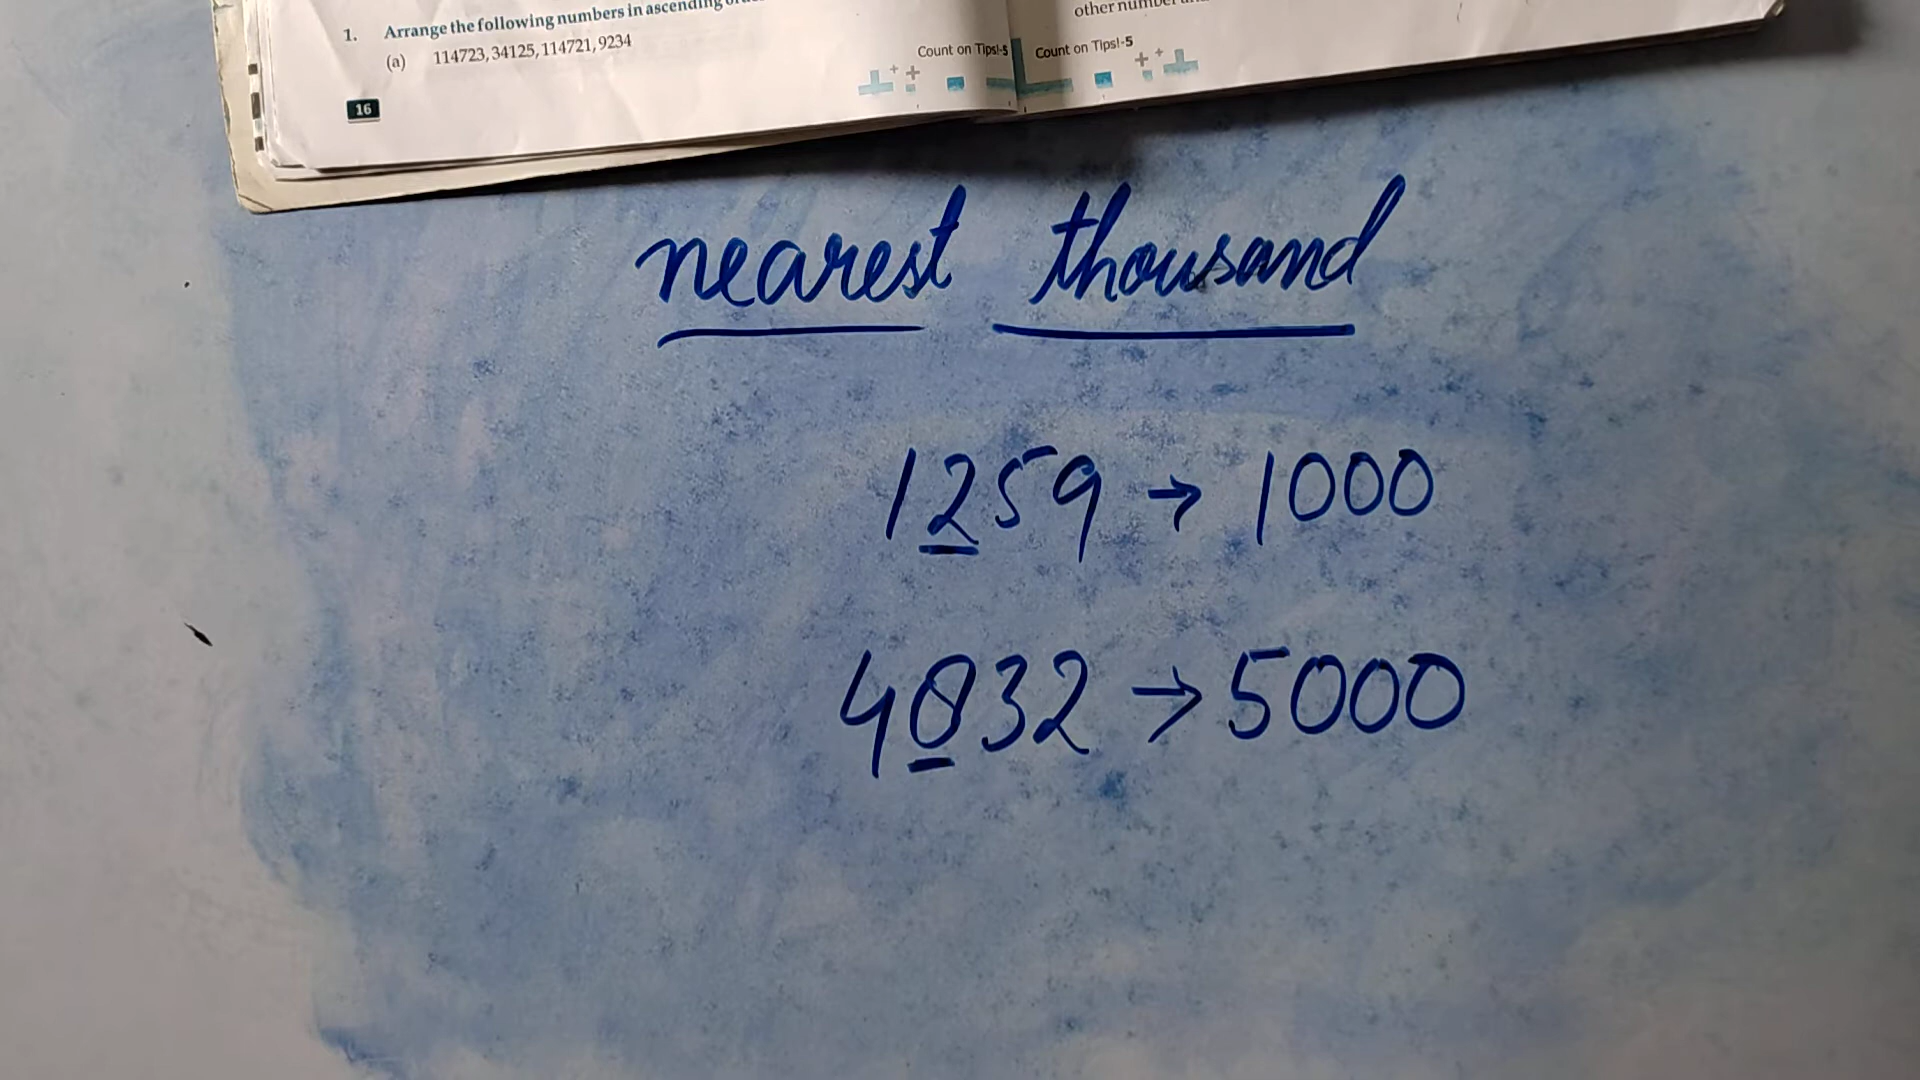 1. Arrange the following numbers in ascending
(a) 114723, 34125, 114721, 9234
16
Count on Tips!-5
other number
Count on Tips!-5
nearest thousand
1259 → 1000
4032 → 5000